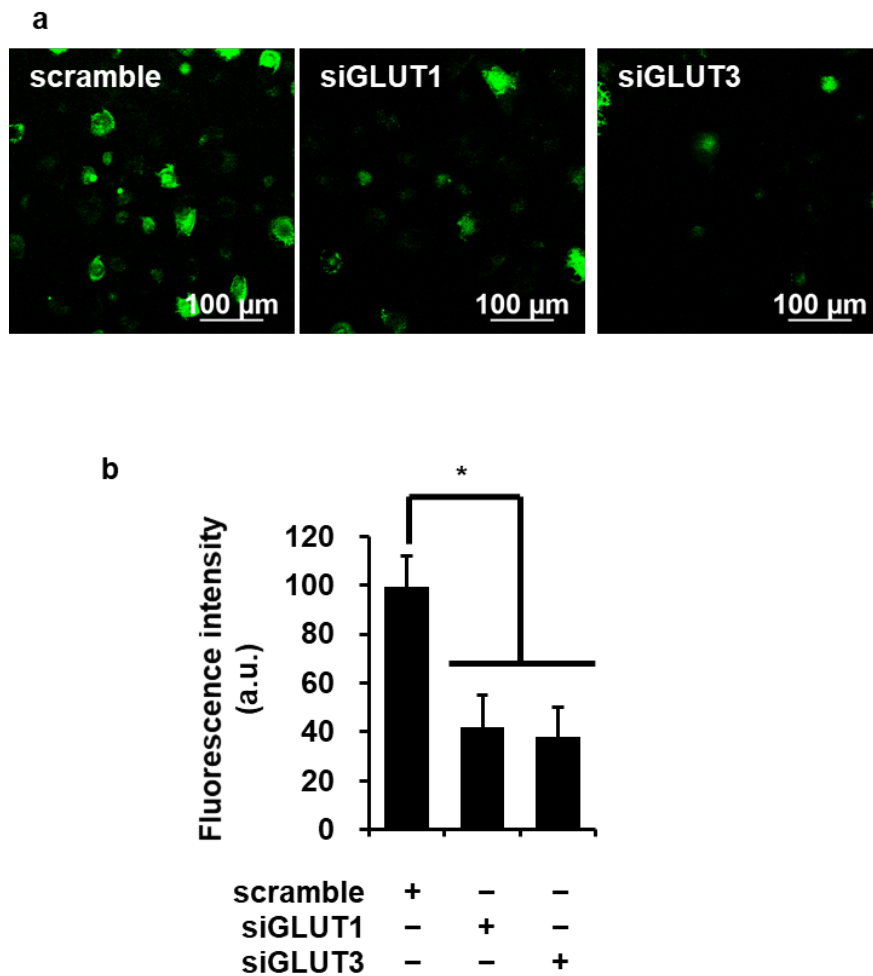 a
scramble siGLUT1 siGLUT3
100 µm 100 µm 100 µm
b
*
Fluorescence intensity
(a.u.)
120
100
80
60
40
20
0
scramble + – –
siGLUT1 – + –
siGLUT3 – – +